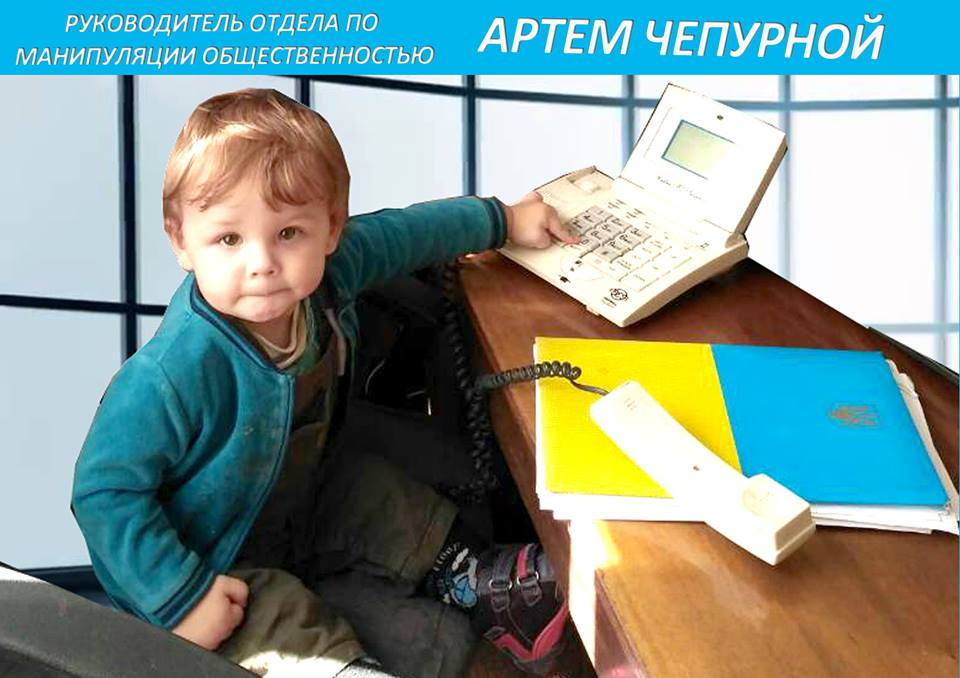 РУКОВОДИТЕЛЬ ОТДЕЛА ПО
МАНИПУЛЯЦИИ ОБЩЕСТВЕННОСТЬЮ
АРТЕМ ЧЕПУРНОЙ